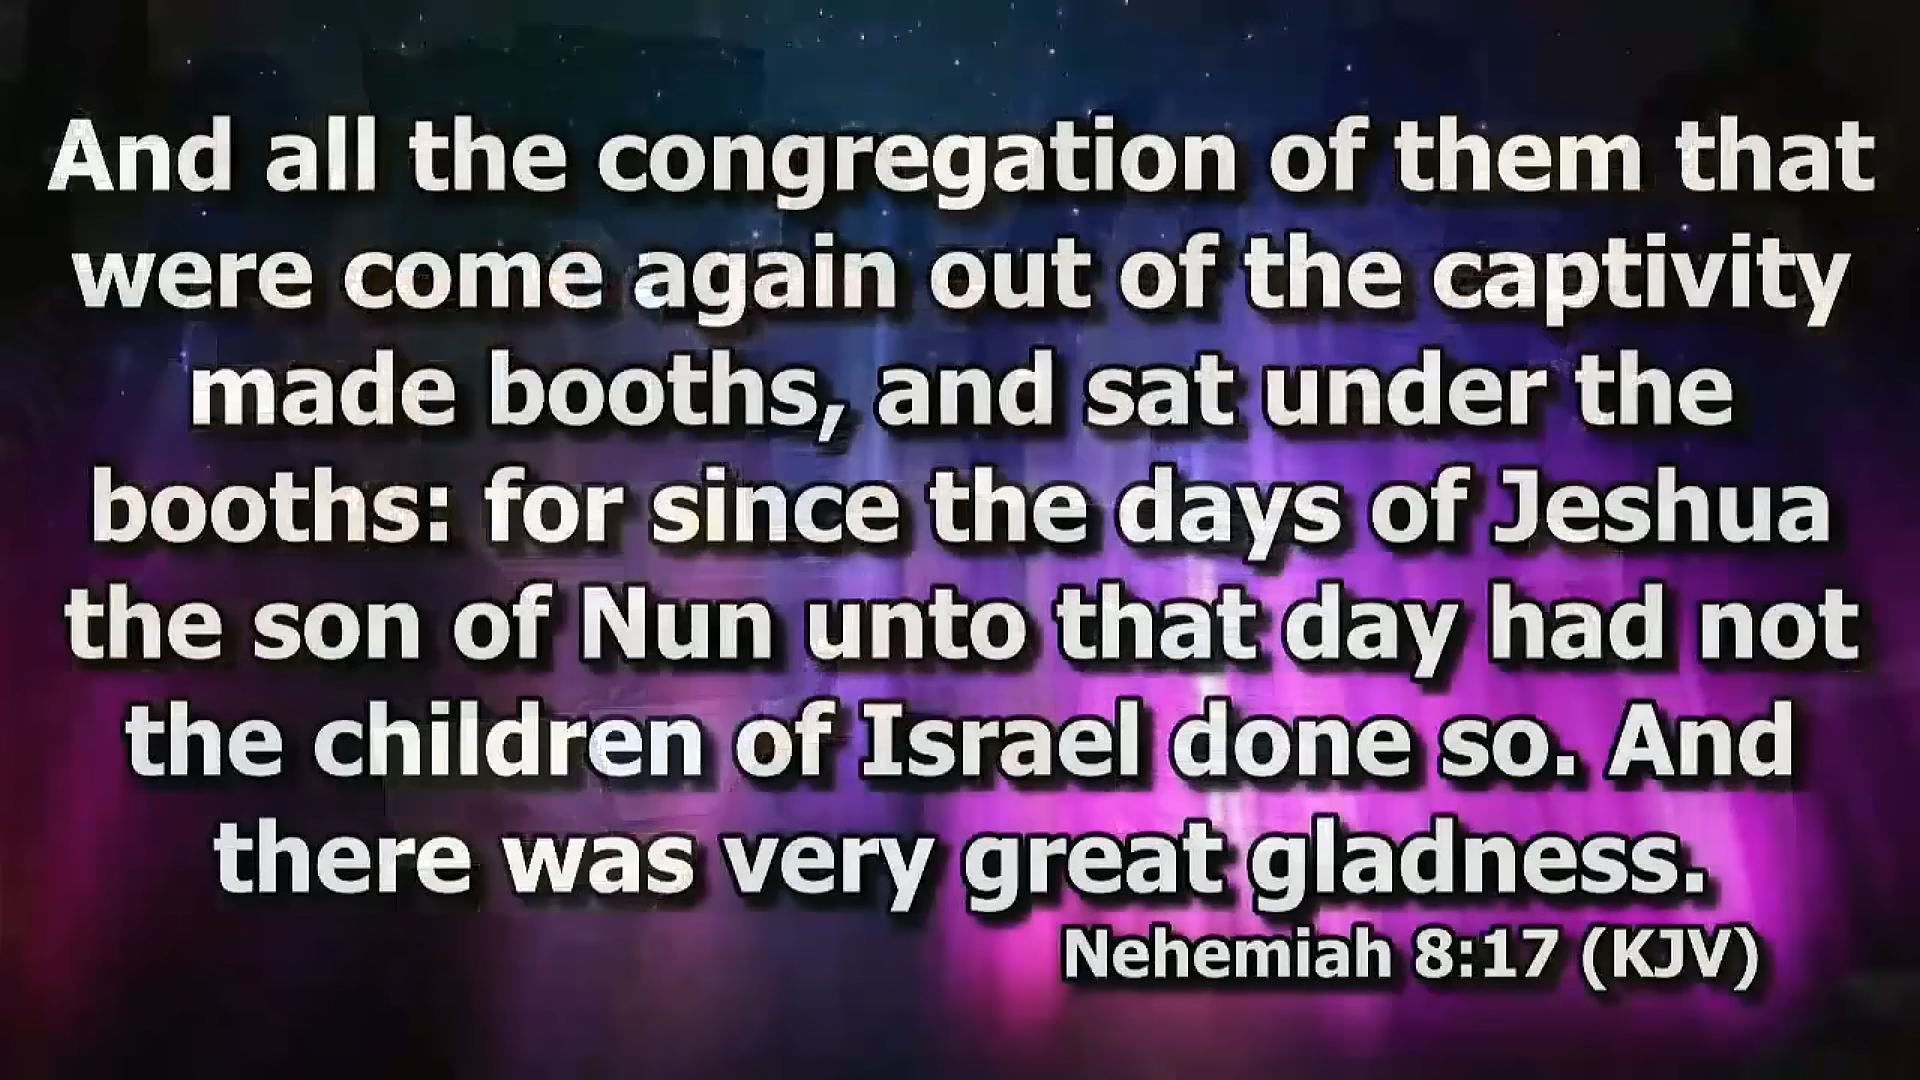 And all the congregation of them that
were come again out of the captivity
made booths, and sat under the
booths: for since the days of Jeshua
the son of Nun unto that day had not
the children of Israel done so. And
there was very great gladness.
Nehemiah 8:17 (KJV)